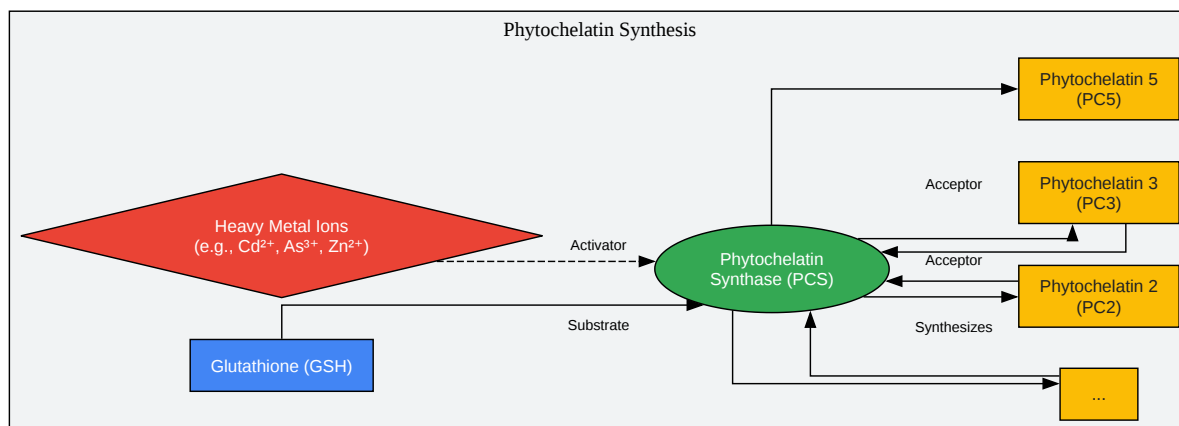 Phytochelatin Synthesis
Phytochelatin 5
(PC5)
Acceptor
Phytochelatin 3
(PC3)
Heavy Metal Ions
(e.g., Cd²⁺, As³⁺, Zn²⁺)
Activator
Phytochelatin
Synthase (PCS)
Acceptor
Phytochelatin 2
(PC2)
Substrate
Synthesizes
Glutathione (GSH)
...